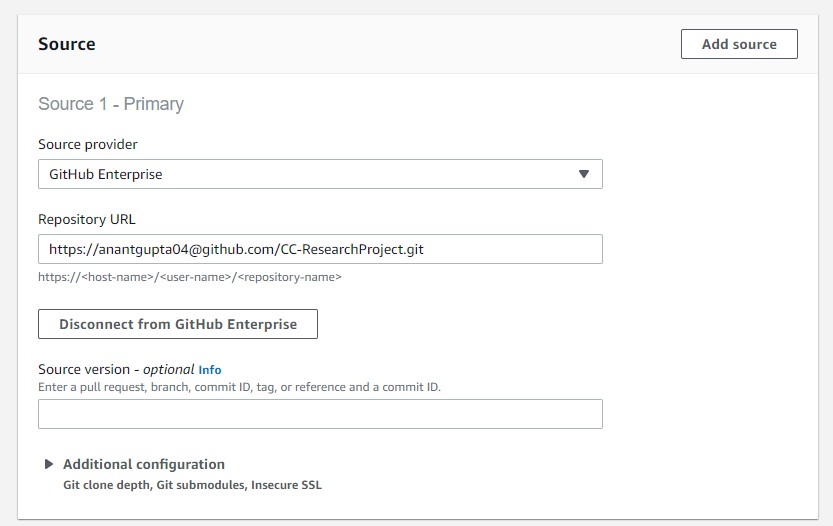 Source
Add source
Source 1 - Primary
Source provider
GitHub Enterprise
Repository URL
https://anantgupta04@github.com/CC-ResearchProject.git
https://<host-name>/<user-name>/<repository-name>
Disconnect from GitHub Enterprise
Source version - optional Info
Enter a pull request, branch, commit ID, tag, or reference and a commit ID.
Additional configuration
Git clone depth, Git submodules, Insecure SSL